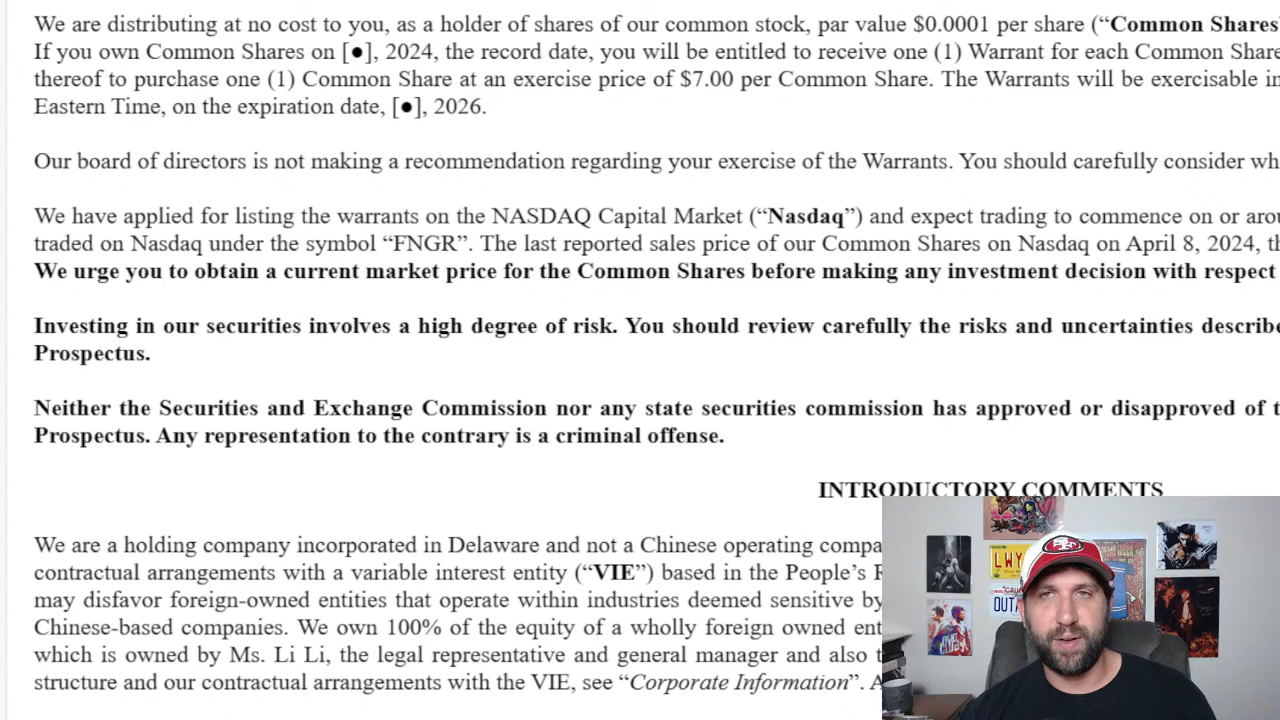 We are distributing at no cost to you, as a holder of shares of our common stock, par value $0.0001 per share (“Common Shares
If you own Common Shares on [●], 2024, the record date, you will be entitled to receive one (1) Warrant for each Common Share
thereof to purchase one (1) Common Share at an exercise price of $7.00 per Common Share. The Warrants will be exercisable in
Eastern Time, on the expiration date, [●], 2026.
Our board of directors is not making a recommendation regarding your exercise of the Warrants. You should carefully consider wh
We have applied for listing the warrants on the NASDAQ Capital Market (“Nasdaq”) and expect trading to commence on or aro
traded on Nasdaq under the symbol “FNGR”. The last reported sales price of our Common Shares on Nasdaq on April 8, 2024, th
We urge you to obtain a current market price for the Common Shares before making any investment decision with respect
Investing in our securities involves a high degree of risk. You should review carefully the risks and uncertainties describe
Prospectus.
Neither the Securities and Exchange Commission nor any state securities commission has approved or disapproved of t
Prospectus. Any representation to the contrary is a criminal offense.
INTRODUCTORY COMMENTS
We are a holding company incorporated in Delaware and not a Chinese operating compa
contractual arrangements with a variable interest entity (“VIE”) based in the People’s R
may disfavor foreign-owned entities that operate within industries deemed sensitive by
Chinese-based companies. We own 100% of the equity of a wholly foreign owned ent
which is owned by Ms. Li Li, the legal representative and general manager and also t
structure and our contractual arrangements with the VIE, see “Corporate Information”. A
LWY
OUTA